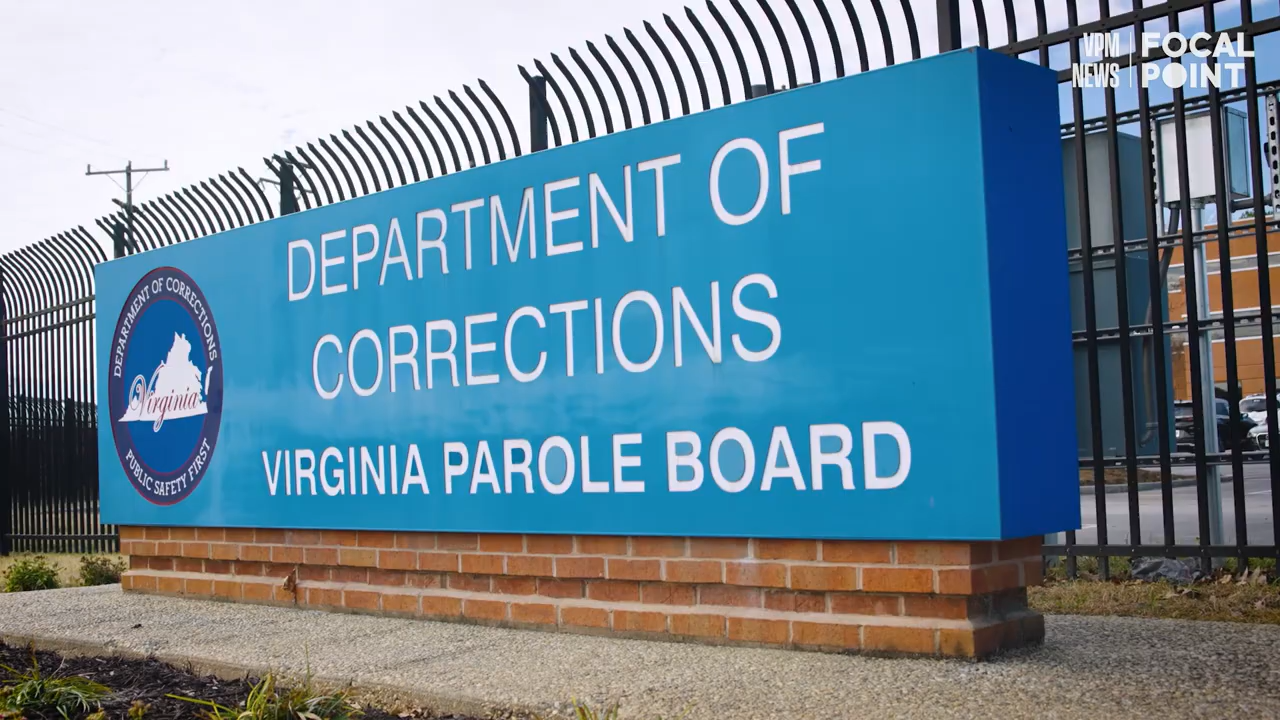 VPM NEWS | FOCAL POINT
DEPARTMENT OF
CORRECTIONS
VIRGINIA PAROLE BOARD
DEPARTMENT OF CORRECTIONS
Virginia
PUBLIC SAFETY FIRST